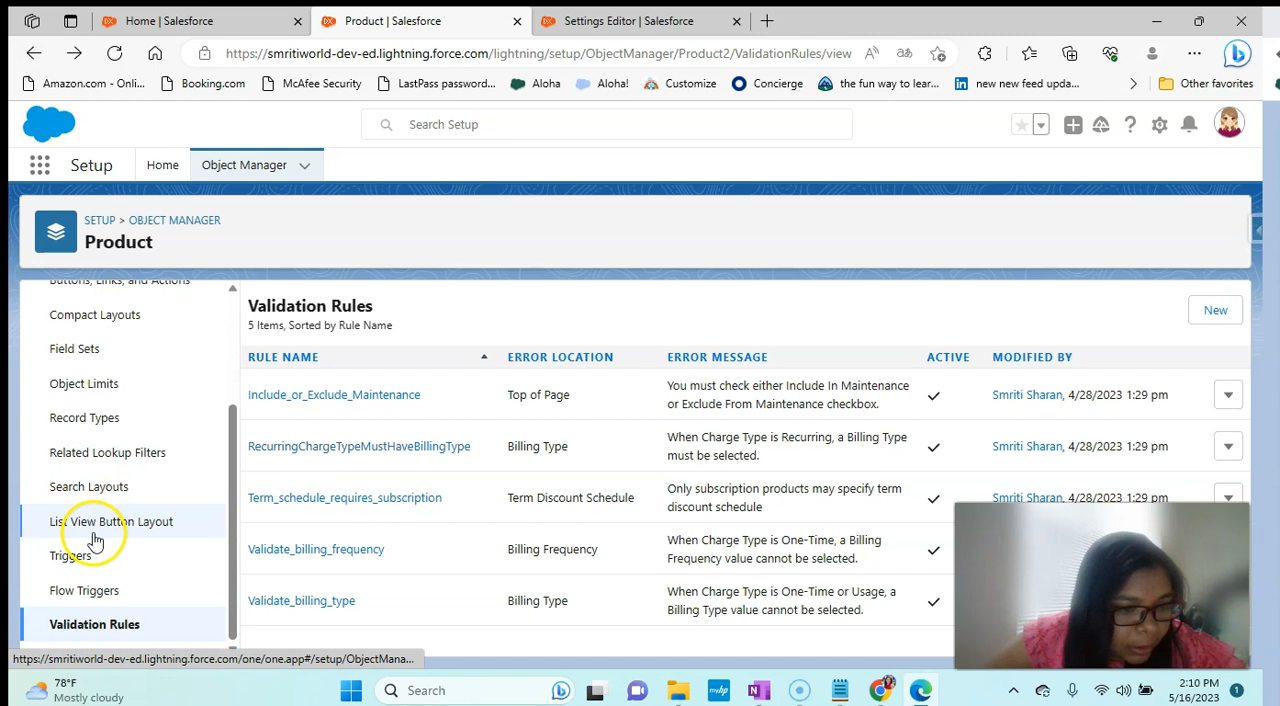 Home | Salesforce
Product | Salesforce
Settings Editor | Salesforce
https://smritiworld-dev-ed.lightning.force.com/lightning/setup/ObjectManager/Product2/ValidationRules/view
Amazon.com - Onli...
Booking.com
McAfee Security
LastPass password...
Aloha
Aloha!
Customize
Concierge
the fun way to lear...
new new feed upda...
Other favorites
Search Setup
Setup
Home
Object Manager
SETUP > OBJECT MANAGER
Product
Buttons, Links, and Actions
Compact Layouts
Field Sets
Object Limits
Record Types
Related Lookup Filters
Search Layouts
List View Button Layout
Triggers
Flow Triggers
Validation Rules
Validation Rules
5 Items, Sorted by Rule Name
New
RULE NAME ERROR LOCATION ERROR MESSAGE ACTIVE MODIFIED BY
Include_or_Exclude_Maintenance Top of Page You must check either Include In Maintenance or Exclude From Maintenance checkbox. Smriti Sharan, 4/28/2023 1:29 pm
RecurringChargeTypeMustHaveBillingType Billing Type When Charge Type is Recurring, a Billing Type must be selected. Smriti Sharan, 4/28/2023 1:29 pm
Term_schedule_requires_subscription Term Discount Schedule Only subscription products may specify term discount schedule Smriti Sharan, 4/28/2023 1:29 pm
Validate_billing_frequency Billing Frequency When Charge Type is One-Time, a Billing Frequency value cannot be selected.
Validate_billing_type Billing Type When Charge Type is One-Time or Usage, a Billing Type value cannot be selected.
https://smritiworld-dev-ed.lightning.force.com/one/one.app#/setup/ObjectMana...
78°F
Mostly cloudy
Search
2:10 PM
5/16/2023
1